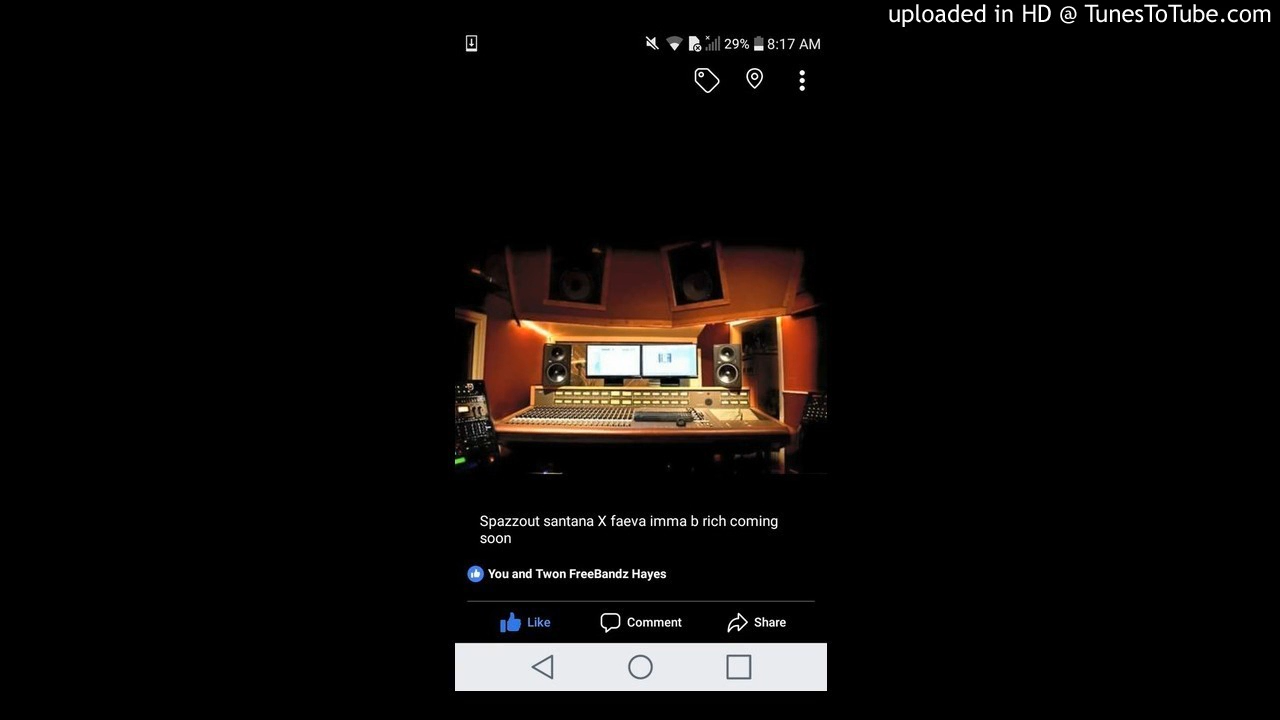 uploaded in HD @ TunesToTube.com
29% 8:17 AM
Spazzout santana X faeva imma b rich coming
soon
You and Twon FreeBandz Hayes
Like Comment Share